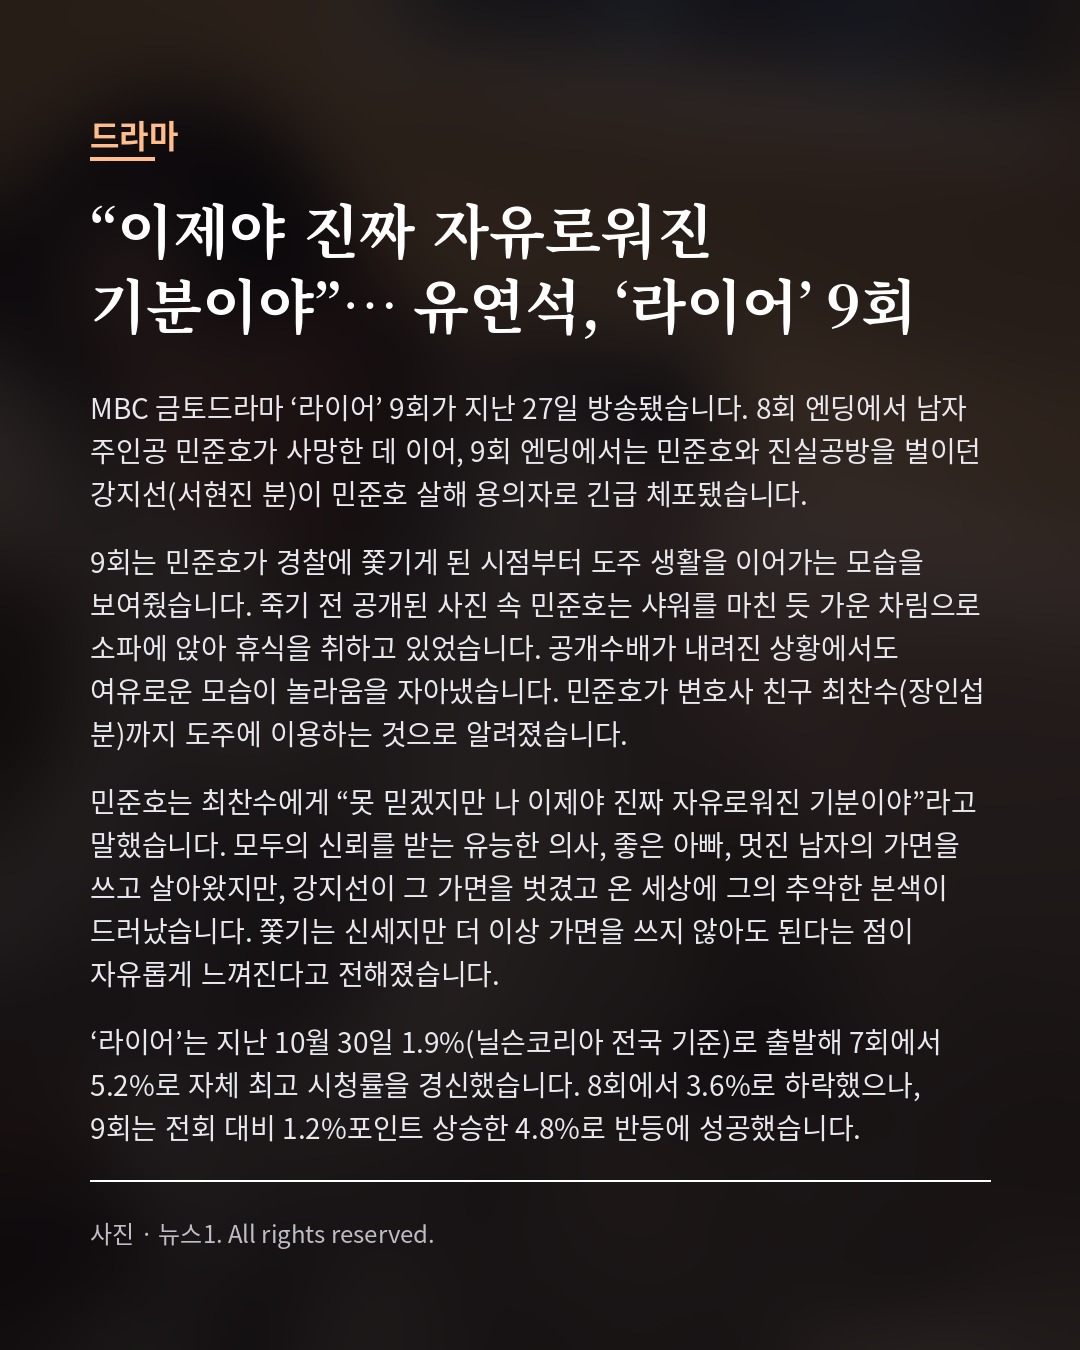 드라마
“이제야 진짜 자유로워진
기분이야”… 유연석, ‘라이어’ 9회
MBC 금토드라마 ‘라이어’ 9회가 지난 27일 방송됐습니다. 8회 엔딩에서 남자
주인공 민준호가 사망한 데 이어, 9회 엔딩에서는 민준호와 진실공방을 벌이던
강지선(서현진 분)이 민준호 살해 용의자로 긴급 체포됐습니다.
9회는 민준호가 경찰에 쫓기게 된 시점부터 도주 생활을 이어가는 모습을
보여줬습니다. 죽기 전 공개된 사진 속 민준호는 샤워를 마친 듯 가운 차림으로
소파에 앉아 휴식을 취하고 있었습니다. 공개수배가 내려진 상황에서도
여유로운 모습이 놀라움을 자아냈습니다. 민준호가 변호사 친구 최찬수(장인섭
분)까지 도주에 이용하는 것으로 알려졌습니다.
민준호는 최찬수에게 “못 믿겠지만 나 이제야 진짜 자유로워진 기분이야”라고
말했습니다. 모두의 신뢰를 받는 유능한 의사, 좋은 아빠, 멋진 남자의 가면을
쓰고 살아왔지만, 강지선이 그 가면을 벗겼고 온 세상에 그의 추악한 본색이
드러났습니다. 쫓기는 신세지만 더 이상 가면을 쓰지 않아도 된다는 점이
자유롭게 느껴진다고 전해졌습니다.
‘라이어’는 지난 10월 30일 1.9%(닐슨코리아 전국 기준)로 출발해 7회에서
5.2%로 자체 최고 시청률을 경신했습니다. 8회에서 3.6%로 하락했으나,
9회는 전회 대비 1.2%포인트 상승한 4.8%로 반등에 성공했습니다.
사진 · 뉴스1. All rights reserved.